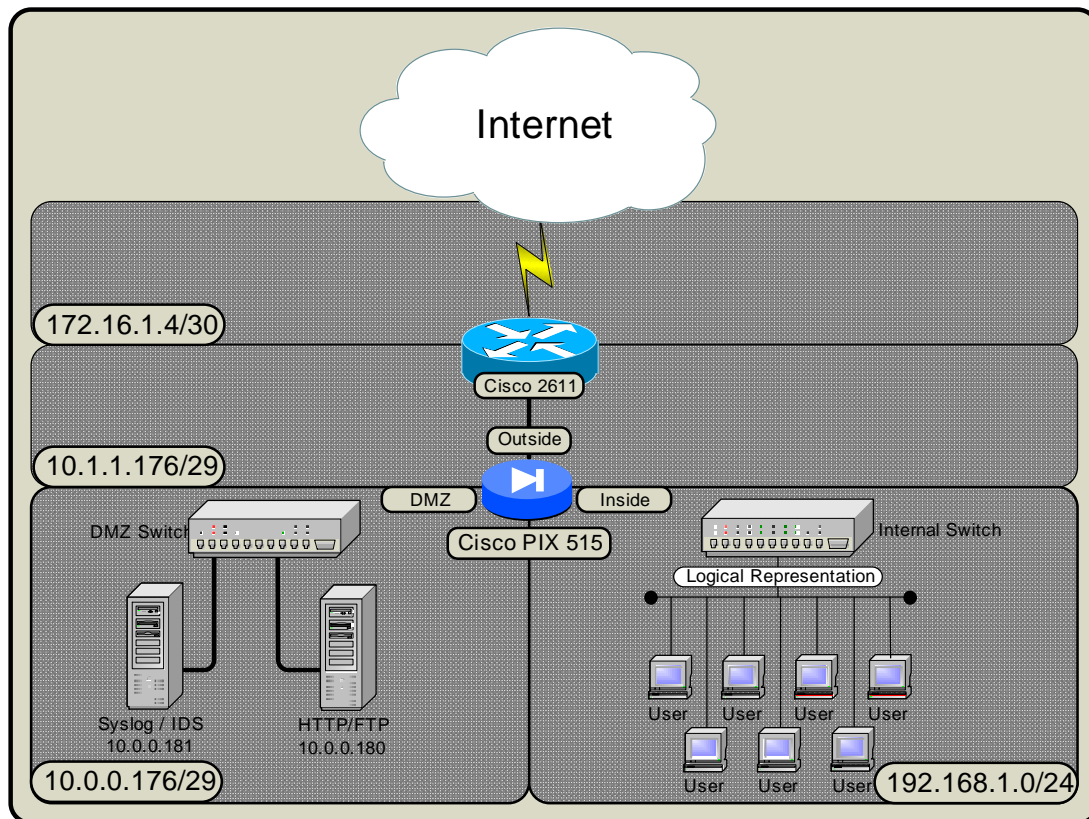 Internet
172.16.1.4/30
Cisco 2611
Outside
10.1.1.176/29
DMZ
Inside
DMZ Switch
Cisco PIX 515
Internal Switch
Logical Representation
User
User
User
User
Syslog / IDS
10.0.0.181
HTTP/FTP
10.0.0.180
User
User
User
10.0.0.176/29
192.168.1.0/24